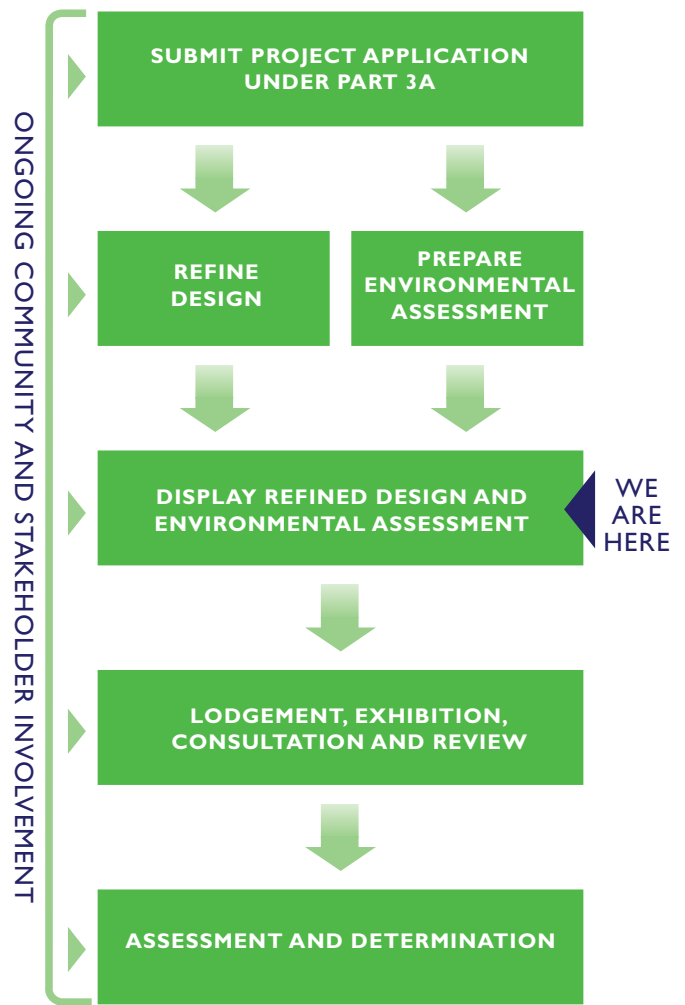 ONGOING COMMUNITY AND STAKEHOLDER INVOLVEMENT
SUBMIT PROJECT APPLICATION
UNDER PART 3A
REFINE
DESIGN
PREPARE
ENVIRONMENTAL
ASSESSMENT
DISPLAY REFINED DESIGN AND
ENVIRONMENTAL ASSESSMENT
WE
ARE
HERE
LODGEMENT, EXHIBITION,
CONSULTATION AND REVIEW
ASSESSMENT AND DETERMINATION